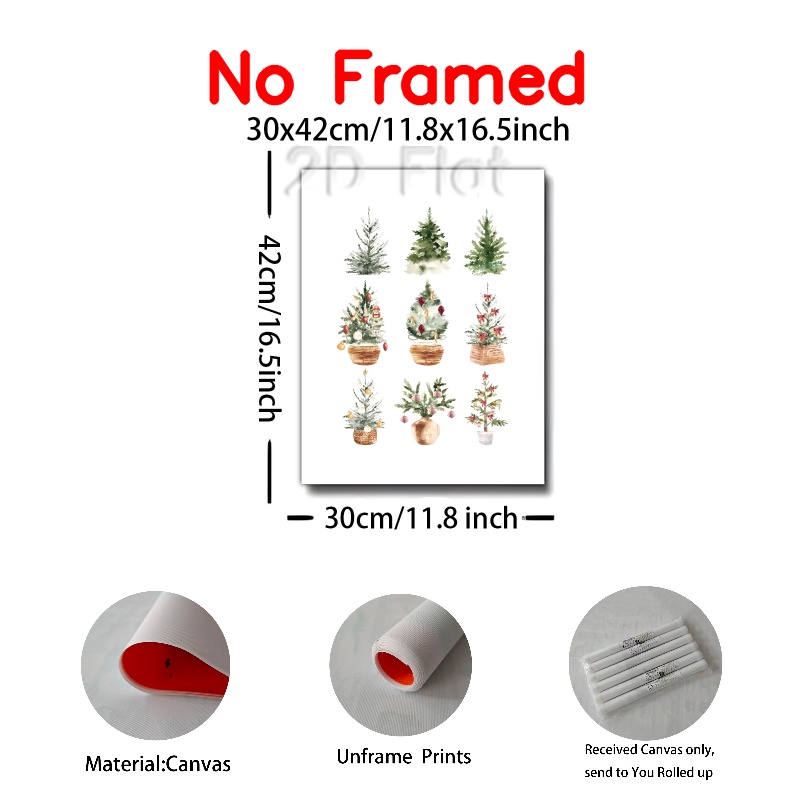 No Framed
30x42cm/11.8x16.5inch
2D Flat
42cm/16.5inch
30cm/11.8 inch
Material:Canvas
Unframe Prints
Received Canvas only,
send to You Rolled up